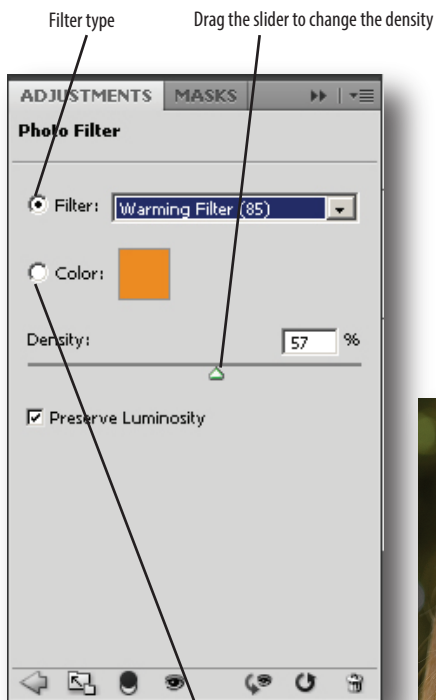 Filter type
Drag the slider to change the density
ADJUSTMENTS MASKS
Photo Filter
Filter: Warming Filter (85)
Color:
Density: 57 %
Preserve Luminosity